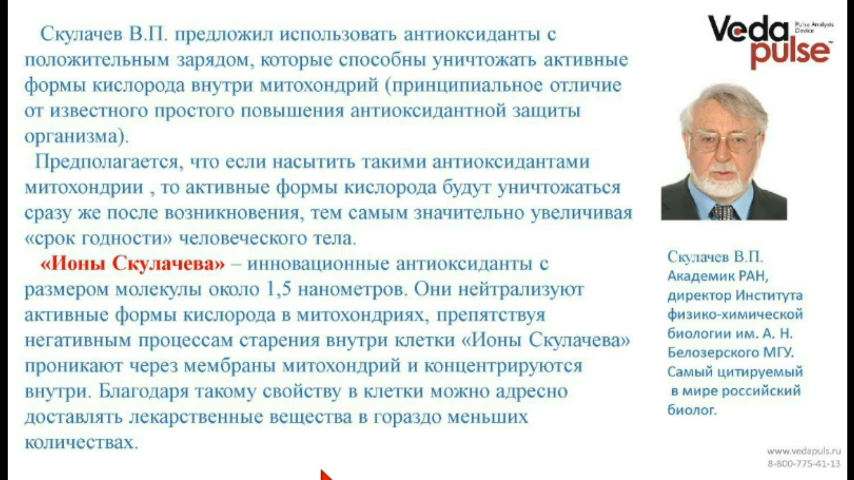 Скулачев В.П. предложил использовать антиоксиданты с
положительным зарядом, которые способны уничтожать активные
формы кислорода внутри митохондрий (принципиальное отличие
от известного простого повышения антиоксидантной защиты
организма).
Предполагается, что если насытить такими антиоксидантами
митохондрии , то активные формы кислорода будут уничтожаться
сразу же после возникновения, тем самым значительно увеличивая
«срок годности» человеческого тела.
«Ионы Скулачева» – инновационные антиоксиданты с
размером молекулы около 1,5 нанометров. Они нейтрализуют
активные формы кислорода в митохондриях, препятствуя
негативным процессам старения внутри клетки «Ионы Скулачева»
проникают через мембраны митохондрий и концентрируются
внутри. Благодаря такому свойству в клетки можно адресно
доставлять лекарственные вещества в гораздо меньших
количествах.
Veda Pulse Analysis
Device
pulse™
Скулачев В.П.
Академик РАН,
директор Института
физико-химической
биологии им. А. Н.
Белозерского МГУ.
Самый цитируемый
в мире российский
биолог.
www.vedapuls.ru
8-800-775-41-13